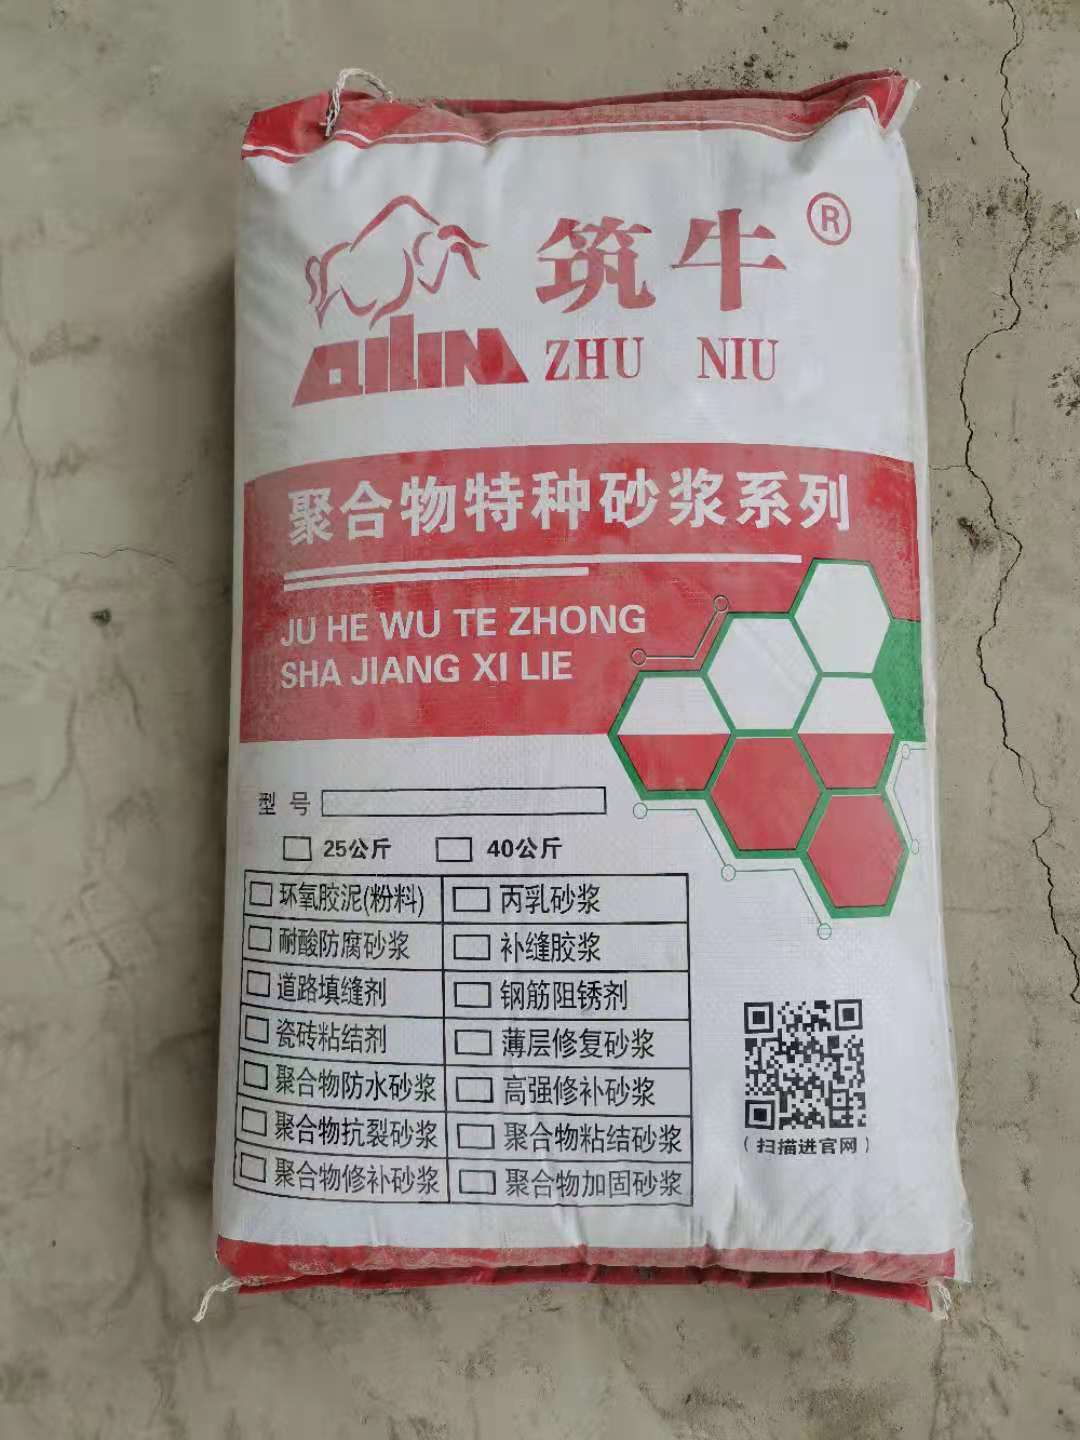 筑牛®
QILIN ZHU NIU
聚合物特种砂浆系列
JU HE WU TE ZHONG
SHA JIANG XI LIE
型 号
25公斤 40公斤
环氧胶泥(粉料) 丙乳砂浆
耐酸防腐砂浆 补缝胶浆
道路填缝剂 钢筋阻锈剂
瓷砖粘结剂 薄层修复砂浆
聚合物防水砂浆 高强修补砂浆
聚合物抗裂砂浆 聚合物粘结砂浆
聚合物修补砂浆 聚合物加固砂浆
(扫描进官网)